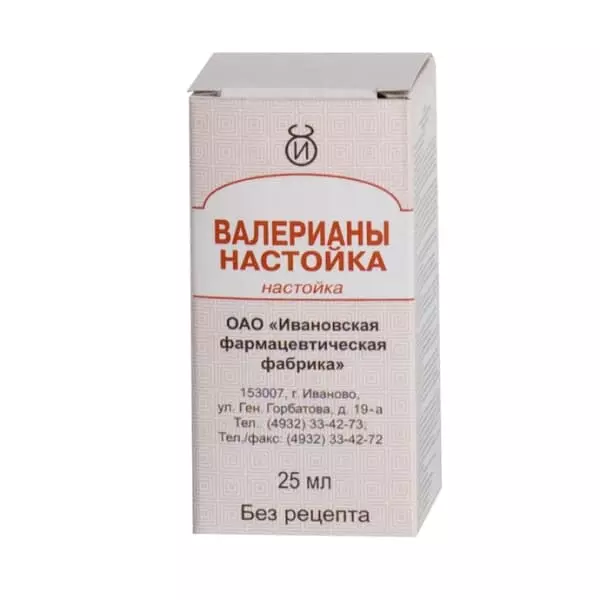 И
ВАЛЕРИАНЫ
НАСТОЙКА
настойка
ОАО «Ивановская
фармацевтическая
фабрика»
153007, г. Иваново,
ул. Ген. Горбатова, д. 19-а
Тел. (4932) 33-42-73,
Тел./факс: (4932) 33-42-72
25 мл
Без рецепта